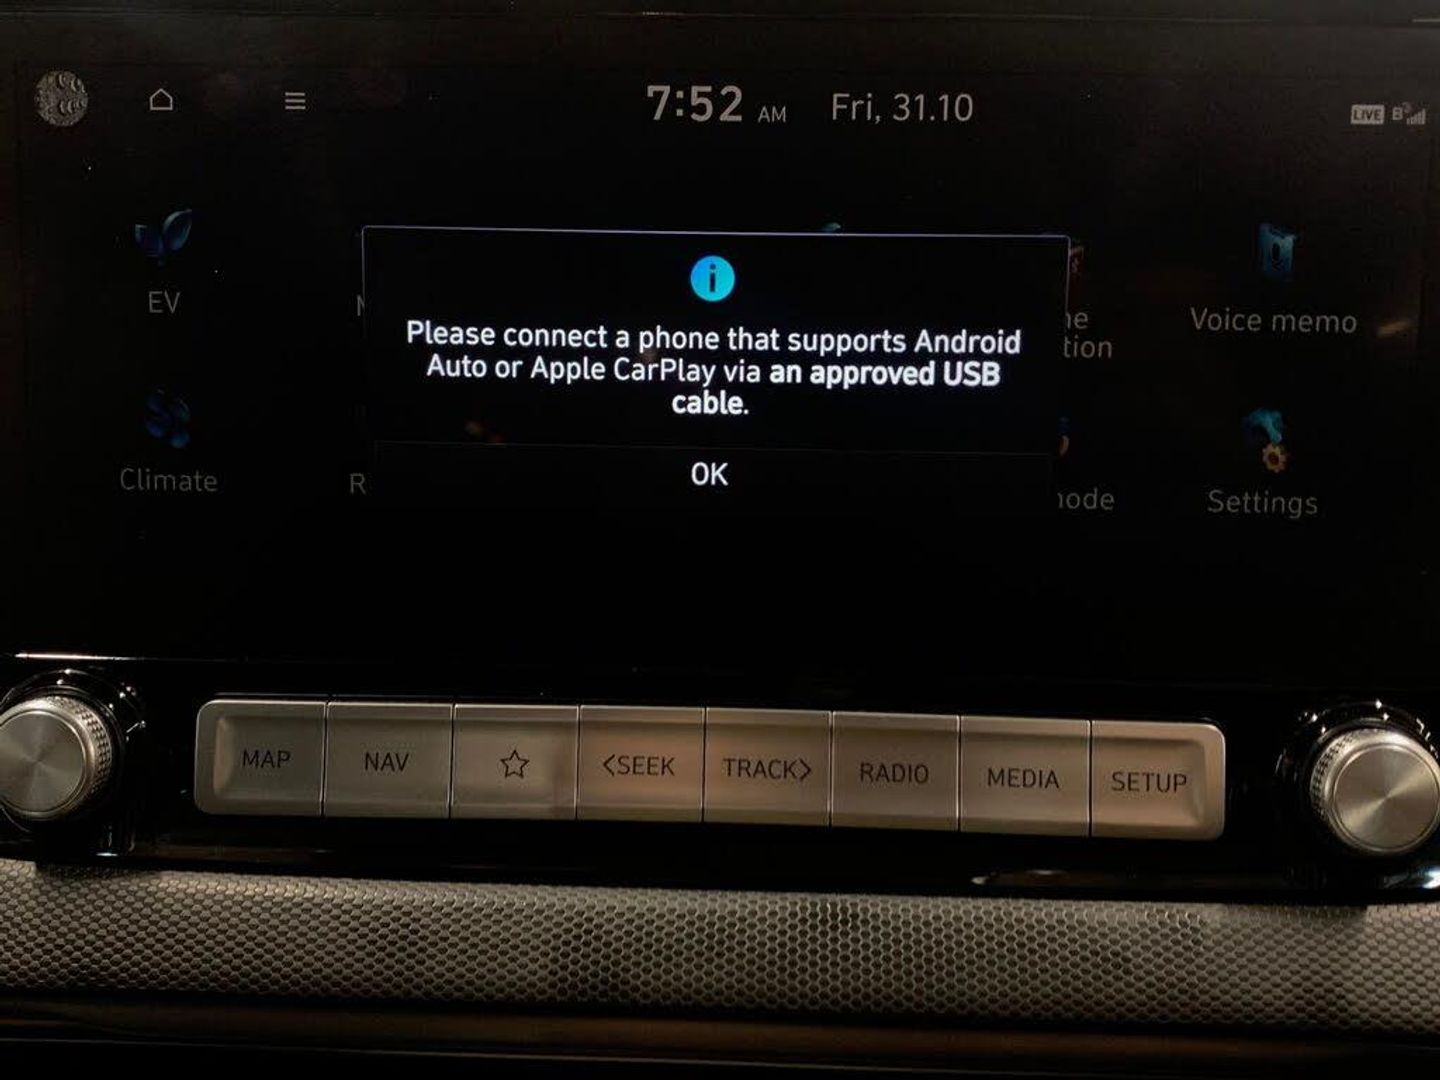 7:52 AM Fri, 31.10
LIVE
EV
Voice memo
Please connect a phone that supports Android
Auto or Apple CarPlay via an approved USB
cable.
OK
Climate
Settings
MAP
NAV
<SEEK
TRACK>
RADIO
MEDIA
SETUP